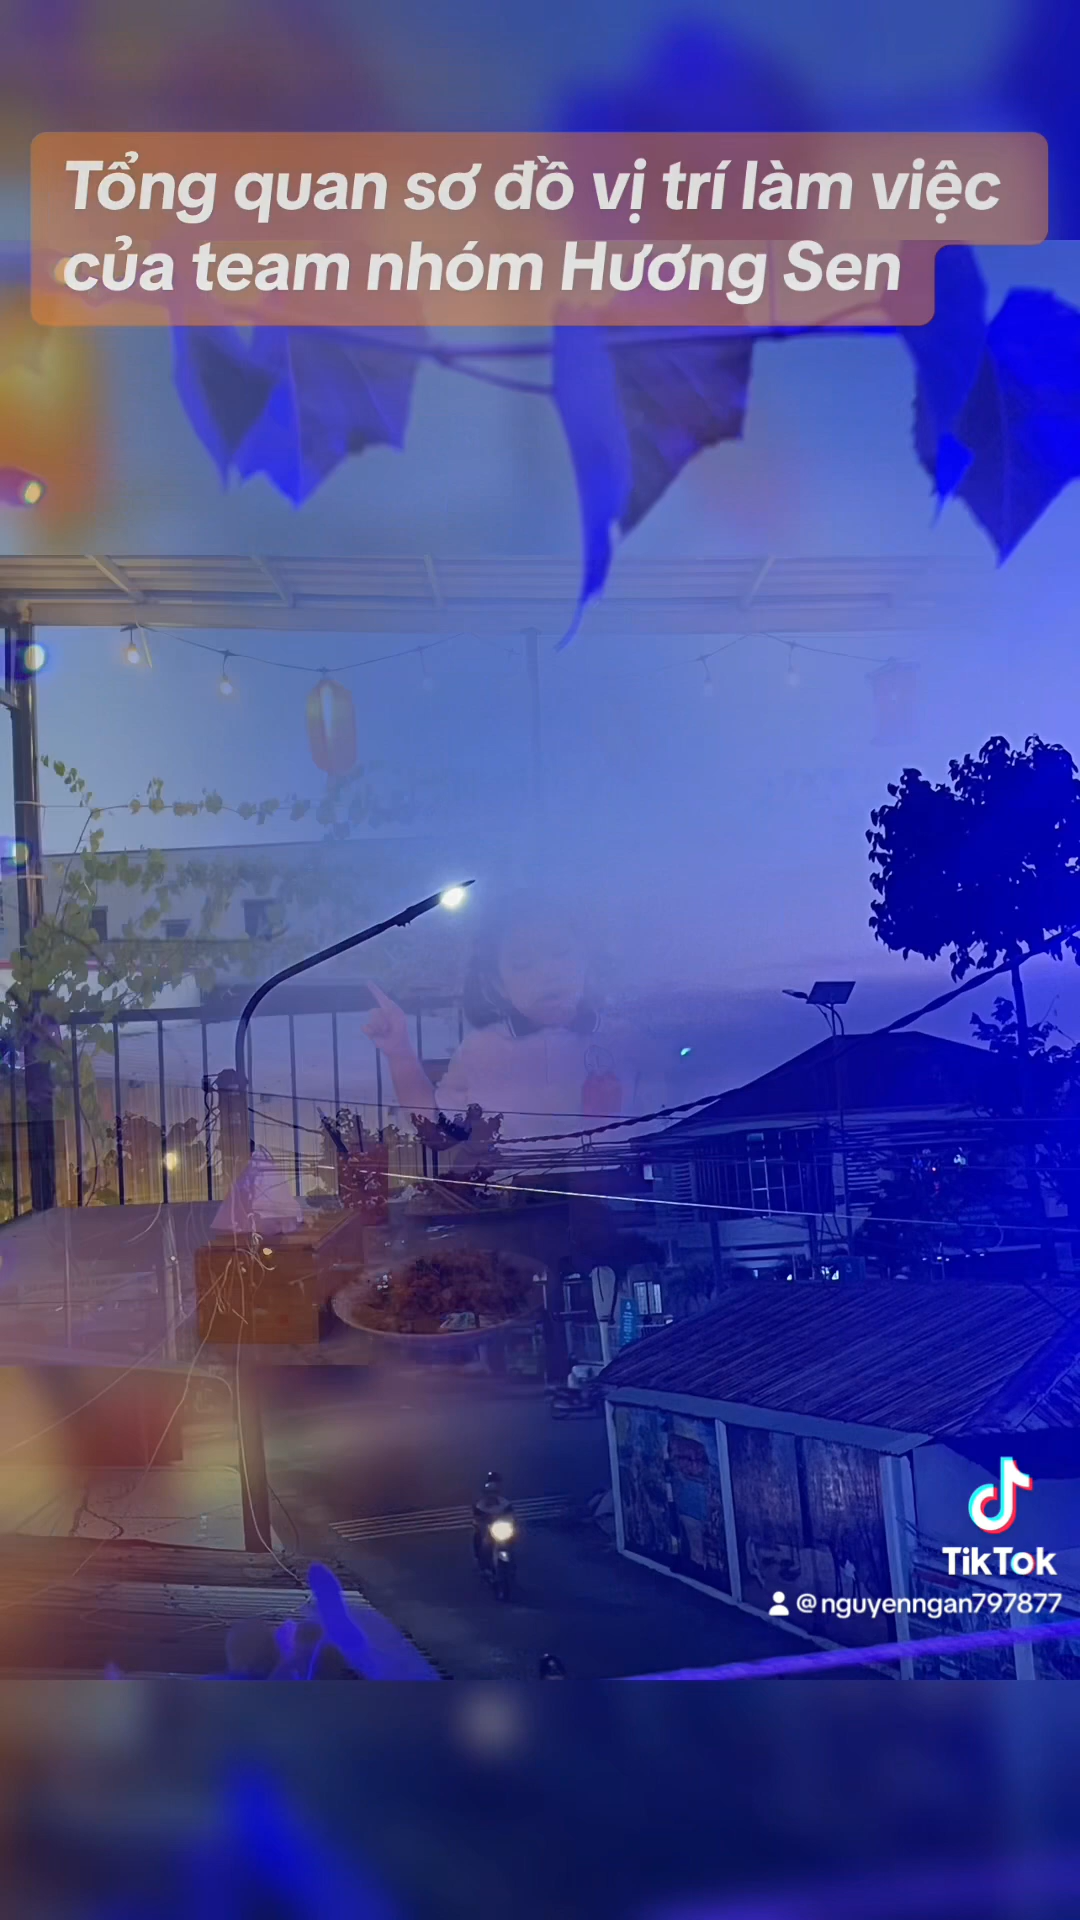 Tổng quan sơ đồ vị trí làm việc
của team nhóm Hương Sen
TikTok
@nguyenngan797877